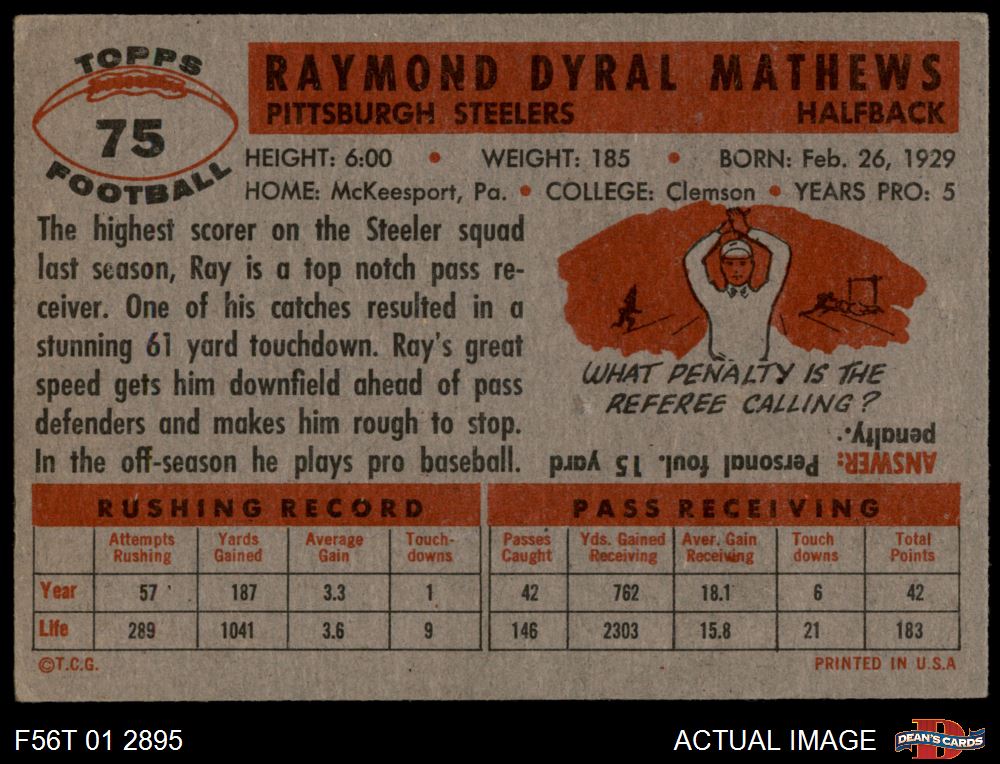 TOPPS
75
FOOTBALL
RAYMOND DYRAL MATHEWS
PITTSBURGH STEELERS HALFBACK
HEIGHT: 6:00 • WEIGHT: 185 • BORN: Feb. 26, 1929
HOME: McKeesport, Pa. • COLLEGE: Clemson • YEARS PRO: 5
The highest scorer on the Steeler squad
last season, Ray is a top notch pass re-
ceiver. One of his catches resulted in a
stunning 61 yard touchdown. Ray's great
speed gets him downfield ahead of pass
defenders and makes him rough to stop.
In the off-season he plays pro baseball.
WHAT PENALTY IS THE
REFEREE CALLING?
ANSWER: Personal foul. 15 yard
penalty.
RUSHING RECORD
Attempts Rushing Yards Gained Average Gain Touch-downs
Year 57 187 3.3 1
Life 289 1041 3.6 9
PASS RECEIVING
Passes Caught Yds. Gained Receiving Aver. Gain Receiving Touch downs Total Points
42 762 18.1 6 42
146 2303 15.8 21 183
©T.C.G. PRINTED IN U.S.A
F56T 01 2895 ACTUAL IMAGE
DEAN'S CARDS